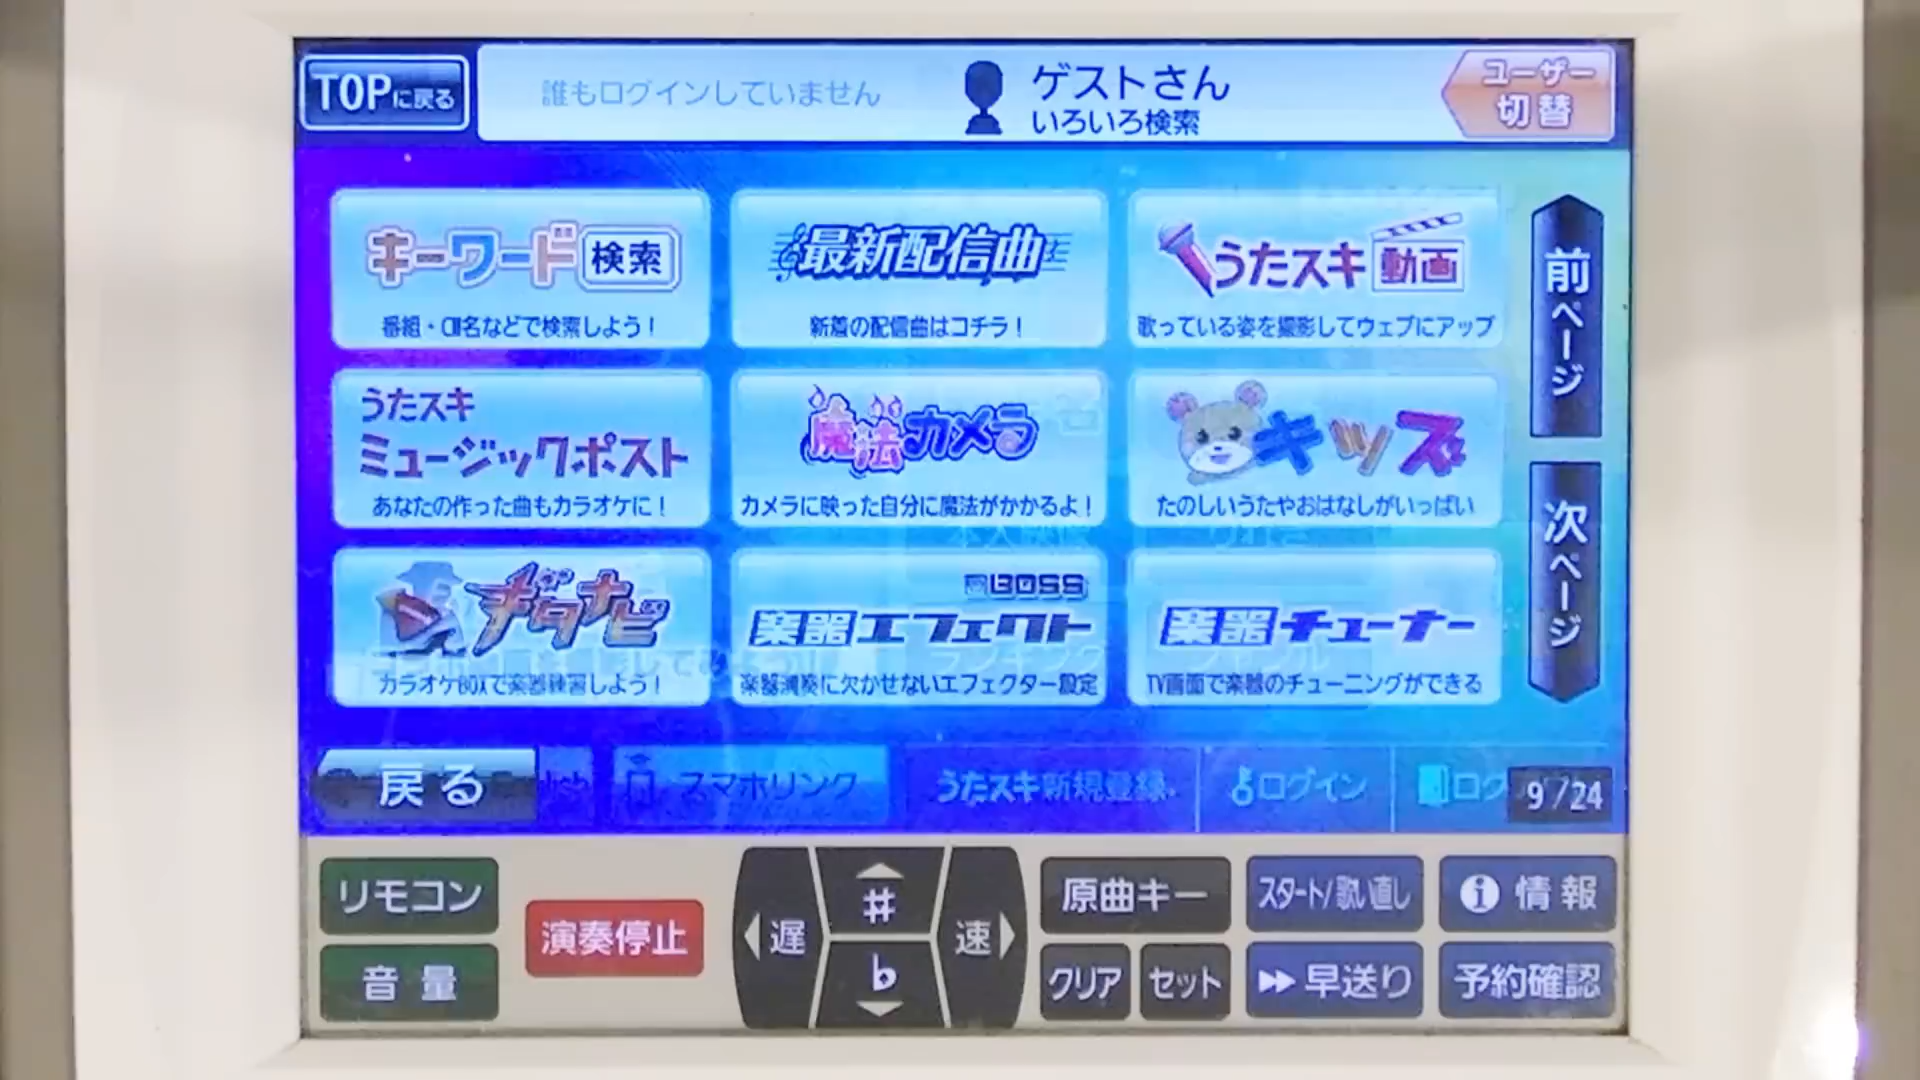 TOPに戻る
誰もログインしていません
ゲストさん
いろいろ検索
ユーザー
切替
キーワード検索
番組・CM名などで検索しよう！
最新配信曲
新着の配信曲はコチラ！
うたスキ動画
歌っている姿を撮影してウェブにアップ
前ページ
うたスキ
ミュージックポスト
あなたの作った曲もカラオケに！
魔法カメラ
カメラに映った自分に魔法がかかるよ！
キッズ
たのしいうたやおはなしがいっぱい
次ページ
ギタナビ
カラオケBOXで楽器練習しよう！
BOSS
楽器エフェクト
楽器演奏に欠かせないエフェクター設定
楽器チューナー
TV画面で楽器のチューニングができる
本人映像
ランキング
ジャンル
戻る
スマホリンク
うたスキ新規登録
ログイン
ログ
9/24
リモコン
音量
演奏停止
遅
♯
♭
速
原曲キー
クリア
セット
スタート/歌い直し
早送り
情報
予約確認